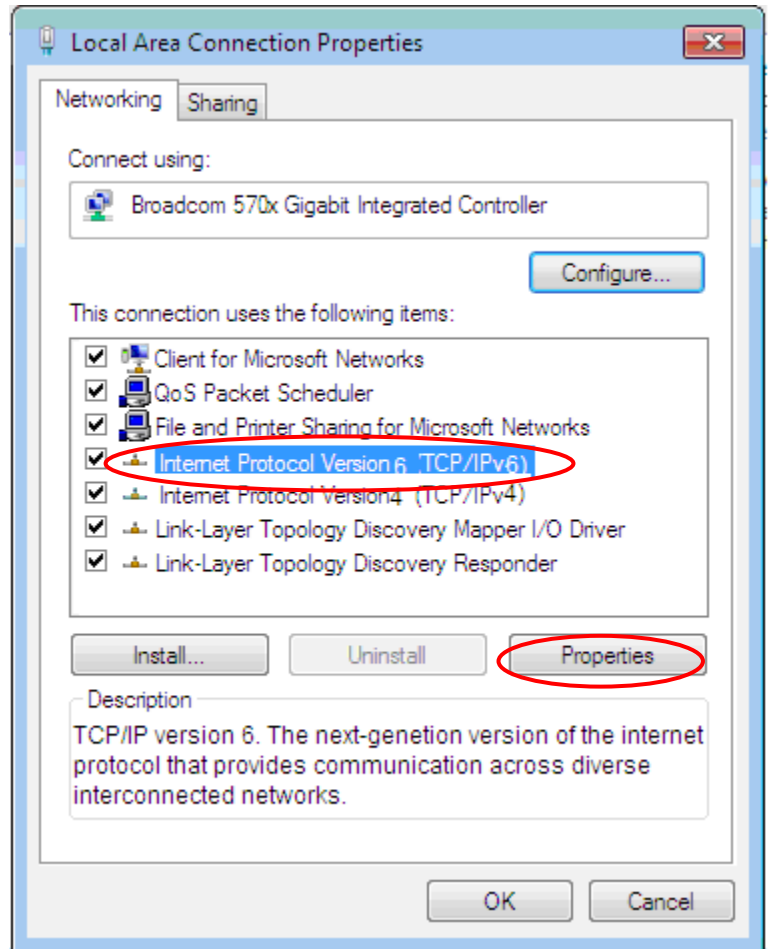 Local Area Connection Properties
Networking
Sharing
Connect using:
Broadcom 570x Gigabit Integrated Controller
Configure...
This connection uses the following items:
Client for Microsoft Networks
QoS Packet Scheduler
File and Printer Sharing for Microsoft Networks
Internet Protocol Version 6 (TCP/IPv6)
Internet Protocol Version4 (TCP/IPv4)
Link-Layer Topology Discovery Mapper I/O Driver
Link-Layer Topology Discovery Responder
Install...
Uninstall
Properties
Description
TCP/IP version 6. The next-genetion version of the internet
protocol that provides communication across diverse
interconnected networks.
OK
Cancel